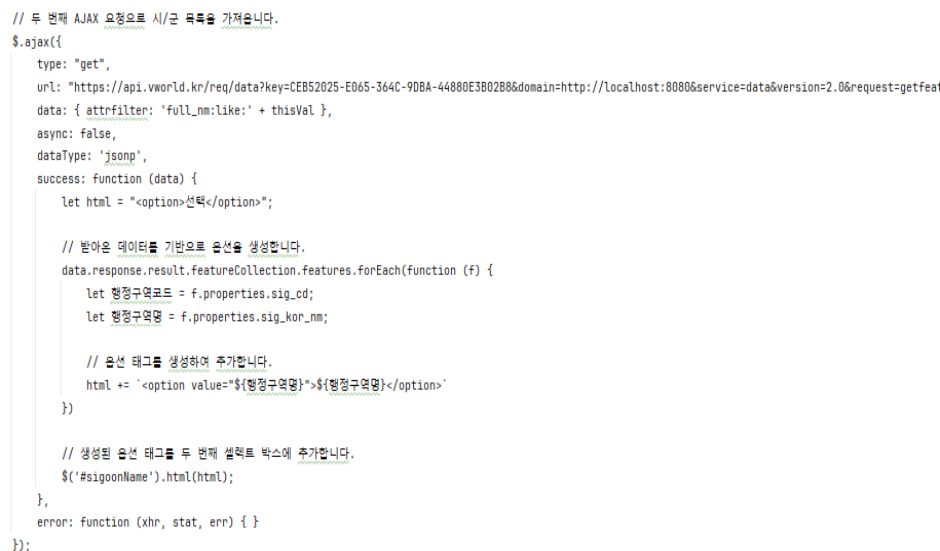 // 두 번째 AJAX 요청으로 시/군 목록을 가져옵니다.
$.ajax({
type: "get",
url: "https://api.vworld.kr/req/data?key=CEB52025-E065-364C-9DBA-44880E3B02B8&domain=http://localhost:8080&service=data&version=2.0&request=getfeat
data: { attrfilter: 'full_nm:like:' + thisVal },
async: false,
dataType: 'jsonp',
success: function (data) {
let html = "<option>선택</option>";
// 받아온 데이터를 기반으로 옵션을 생성합니다.
data.response.result.featureCollection.features.forEach(function (f) {
let 행정구역코드 = f.properties.sig_cd;
let 행정구역명 = f.properties.sig_kor_nm;
// 옵션 태그를 생성하여 추가합니다.
html += `<option value="${행정구역명}">${행정구역명}</option>`
})
// 생성된 옵션 태그를 두 번째 셀렉트 박스에 추가합니다.
$('#sigoonName').html(html);
},
error: function (xhr, stat, err) { }
});